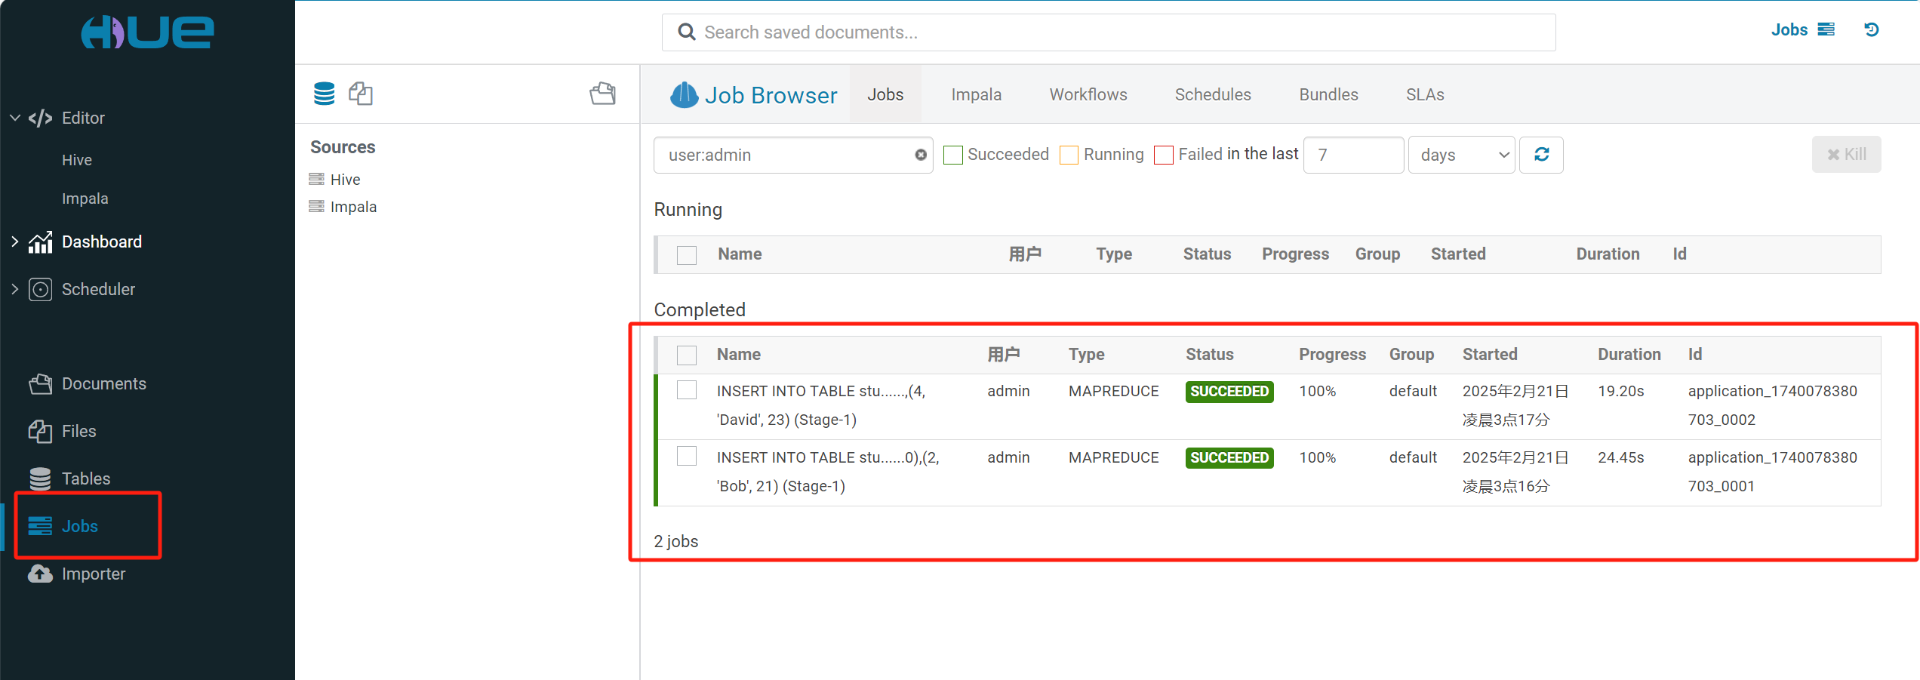 HUE
Search saved documents...
Jobs
Editor
Hive
Impala
Dashboard
Scheduler
Documents
Files
Tables
Jobs
Importer
Sources
Hive
Impala
Job Browser Jobs Impala Workflows Schedules Bundles SLAs
user:admin Succeeded Running Failed in the last 7 days Kill
Running
Name 用户 Type Status Progress Group Started Duration Id
Completed
Name 用户 Type Status Progress Group Started Duration Id
INSERT INTO TABLE stu......,(4, admin MAPREDUCE SUCCEEDED 100% default 2025年2月21日 19.20s application_1740078380
'David', 23) (Stage-1) 凌晨3点17分 703_0002
INSERT INTO TABLE stu......0),(2, admin MAPREDUCE SUCCEEDED 100% default 2025年2月21日 24.45s application_1740078380
'Bob', 21) (Stage-1) 凌晨3点16分 703_0001
2 jobs